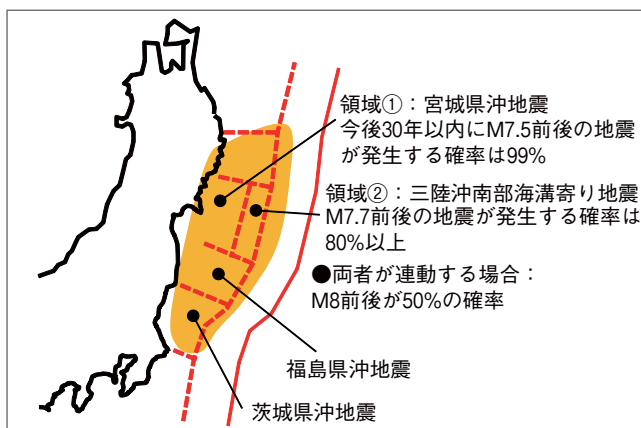 領域①：宮城県沖地震
今後30年以内にM7.5前後の地震
が発生する確率は99%
領域②：三陸沖南部海溝寄り地震
M7.7前後の地震が発生する確率は
80%以上
●両者が連動する場合：
M8前後が50%の確率
福島県沖地震
茨城県沖地震